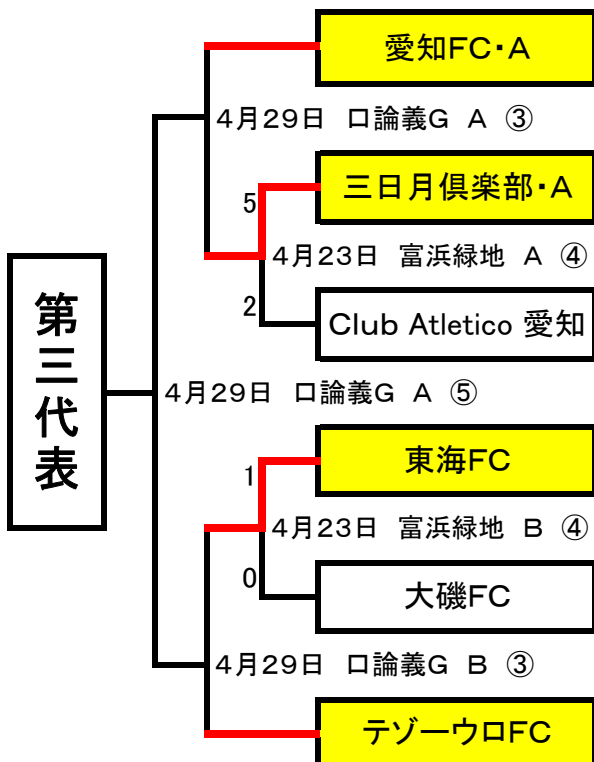 愛知FC・A
4月29日 口論義G A ③
5
三日月倶楽部・A
4月23日 富浜緑地 A ④
2
Club Atletico 愛知
第三代表
4月29日 口論義G A ⑤
1
東海FC
4月23日 富浜緑地 B ④
0
大磯FC
4月29日 口論義G B ③
テゾーウロFC